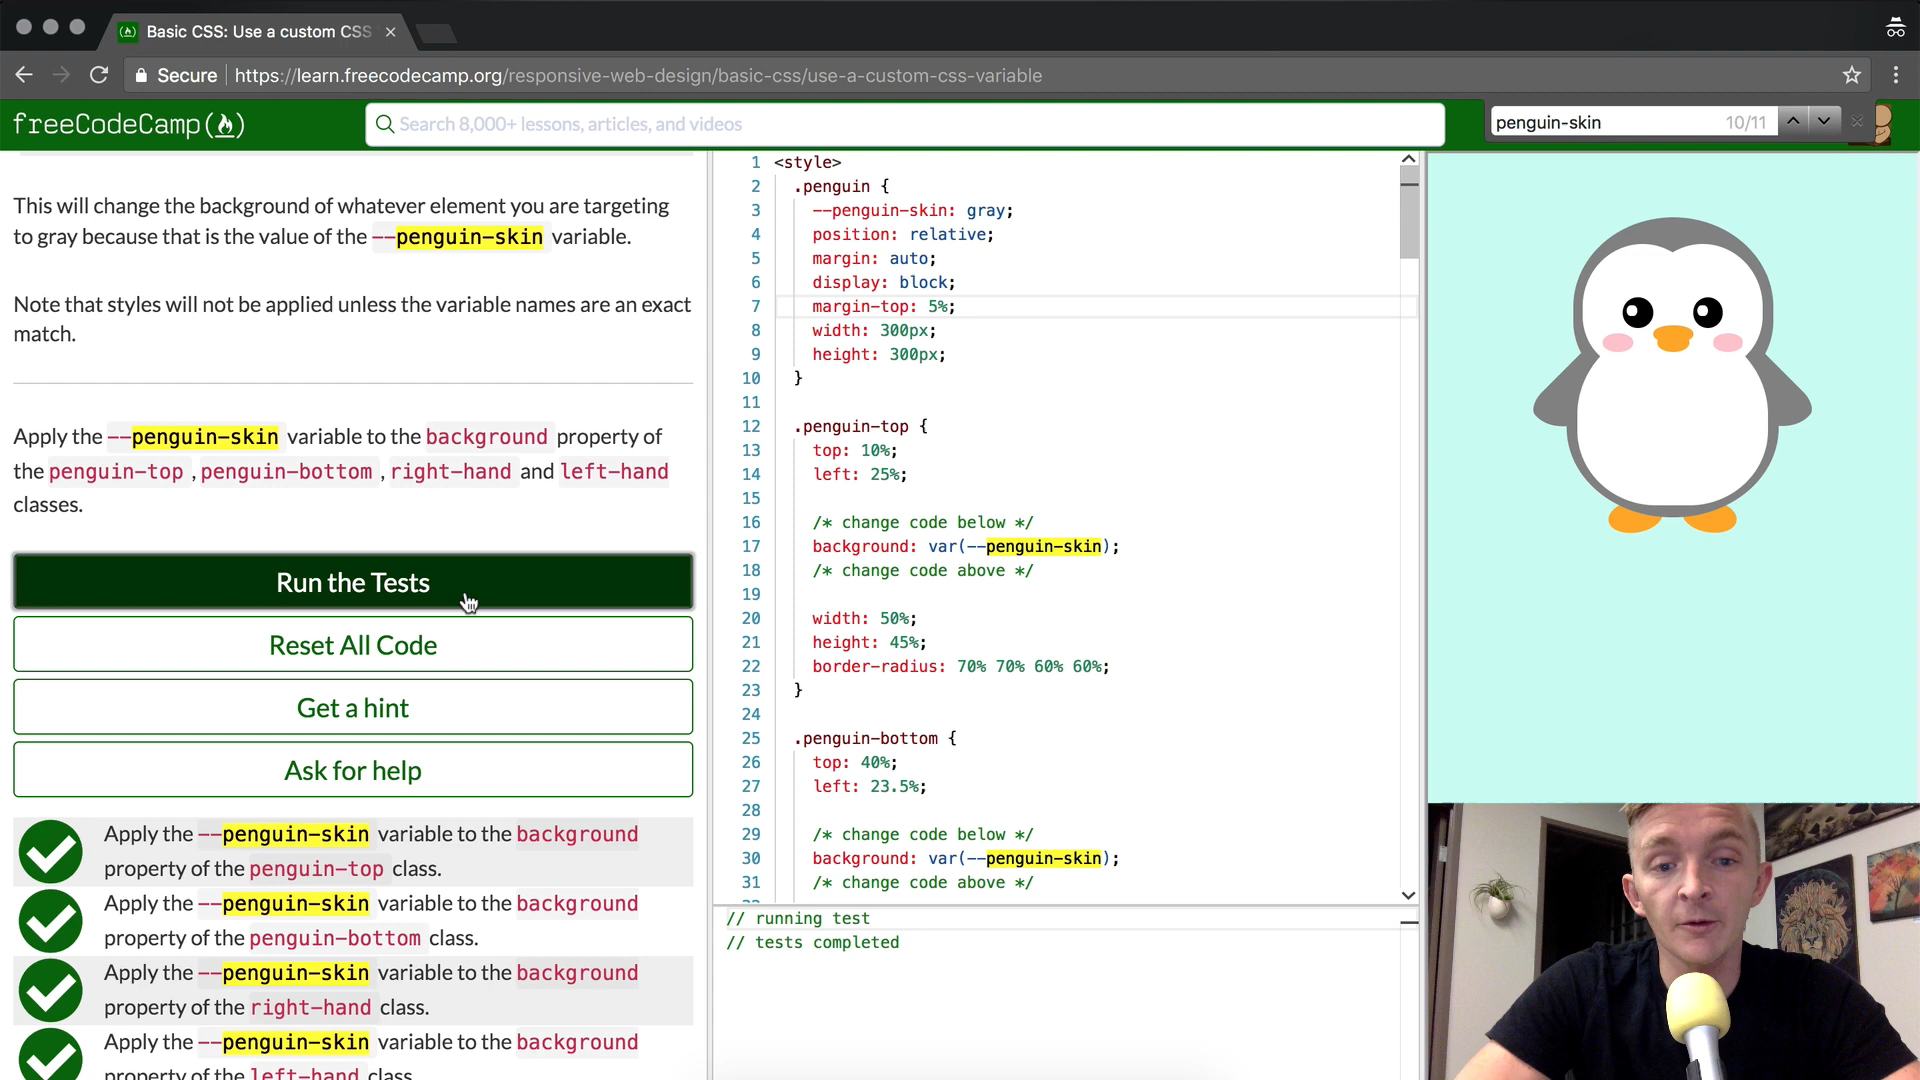 Basic CSS: Use a custom CSS
Secure https://learn.freecodecamp.org/responsive-web-design/basic-css/use-a-custom-css-variable
freeCodeCamp
Search 8,000+ lessons, articles, and videos
penguin-skin 10/11
This will change the background of whatever element you are targeting
to gray because that is the value of the --penguin-skin variable.
Note that styles will not be applied unless the variable names are an exact
match.
Apply the --penguin-skin variable to the background property of
the penguin-top , penguin-bottom , right-hand and left-hand
classes.
Run the Tests
Reset All Code
Get a hint
Ask for help
Apply the --penguin-skin variable to the background
property of the penguin-top class.
Apply the --penguin-skin variable to the background
property of the penguin-bottom class.
Apply the --penguin-skin variable to the background
property of the right-hand class.
Apply the --penguin-skin variable to the background
property of the left-hand class.
1 <style>
2 .penguin {
3 --penguin-skin: gray;
4 position: relative;
5 margin: auto;
6 display: block;
7 margin-top: 5%;
8 width: 300px;
9 height: 300px;
10 }
11
12 .penguin-top {
13 top: 10%;
14 left: 25%;
15
16 /* change code below */
17 background: var(--penguin-skin);
18 /* change code above */
19
20 width: 50%;
21 height: 45%;
22 border-radius: 70% 70% 60% 60%;
23 }
24
25 .penguin-bottom {
26 top: 40%;
27 left: 23.5%;
28
29 /* change code below */
30 background: var(--penguin-skin);
31 /* change code above */
// running test
// tests completed